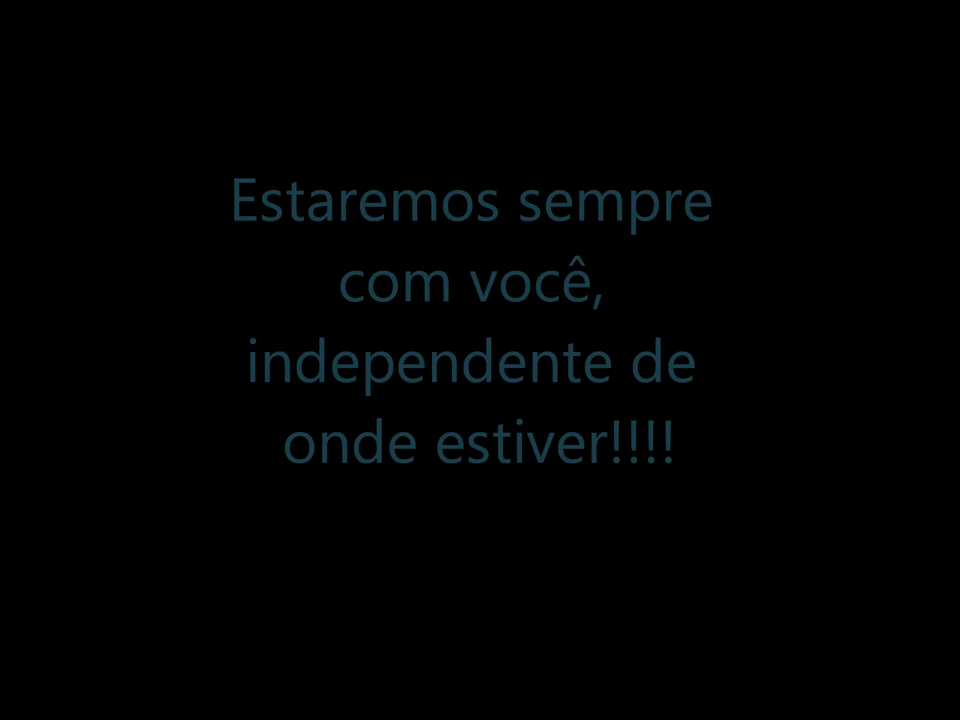 Estaremos sempre
com você,
independente de
onde estiver!!!!